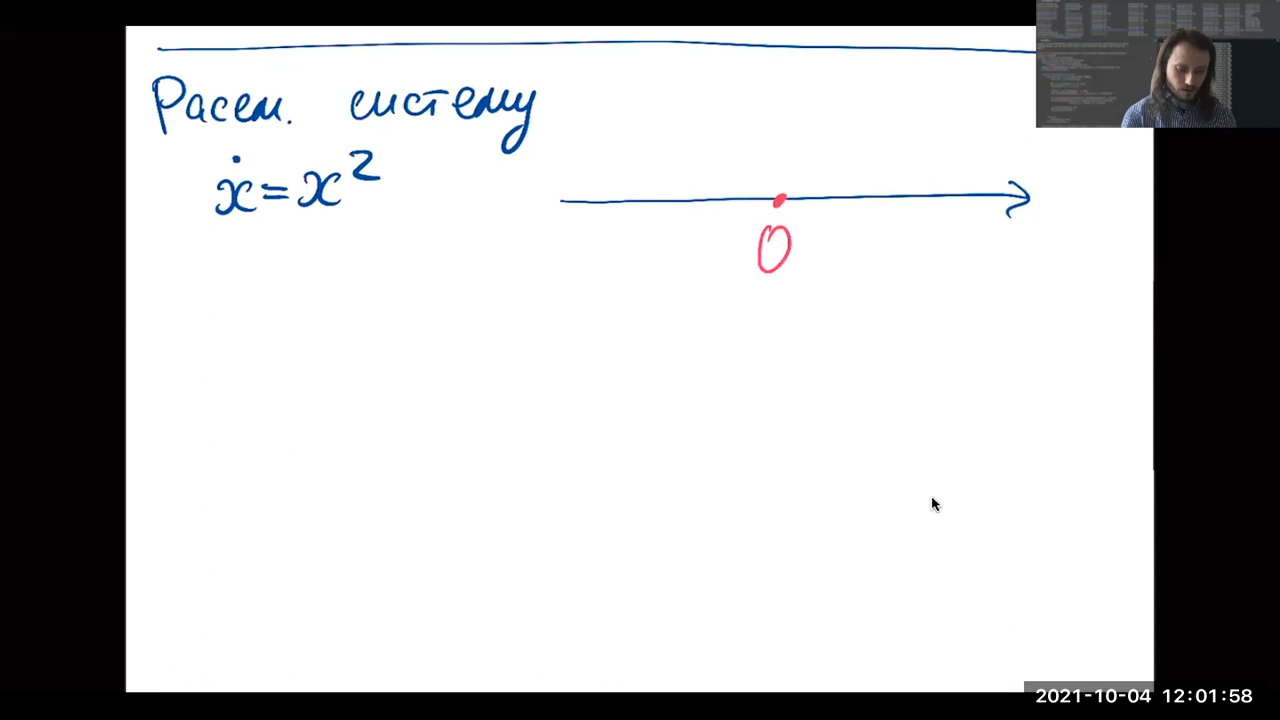 Рассм. систему
ẋ = x²
0
2021-10-04 12:01:58